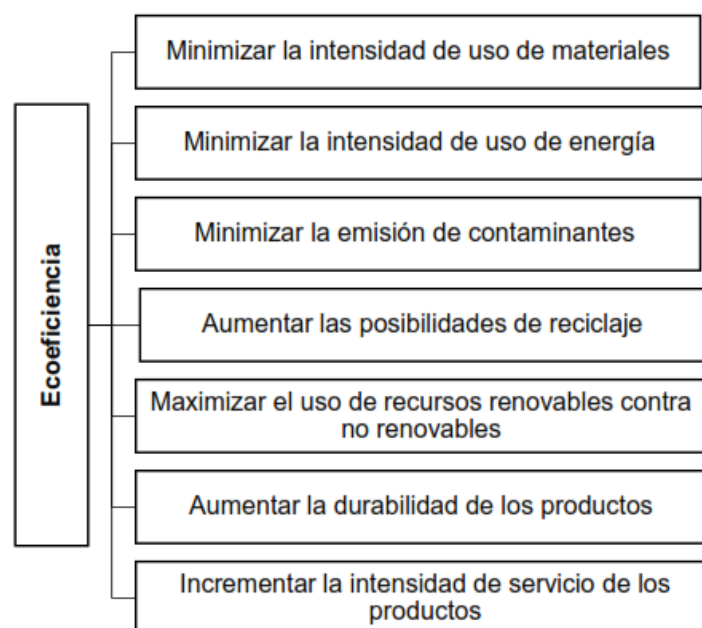 Ecoeficiencia
Minimizar la intensidad de uso de materiales
Minimizar la intensidad de uso de energía
Minimizar la emisión de contaminantes
Aumentar las posibilidades de reciclaje
Maximizar el uso de recursos renovables contra
no renovables
Aumentar la durabilidad de los productos
Incrementar la intensidad de servicio de los
productos